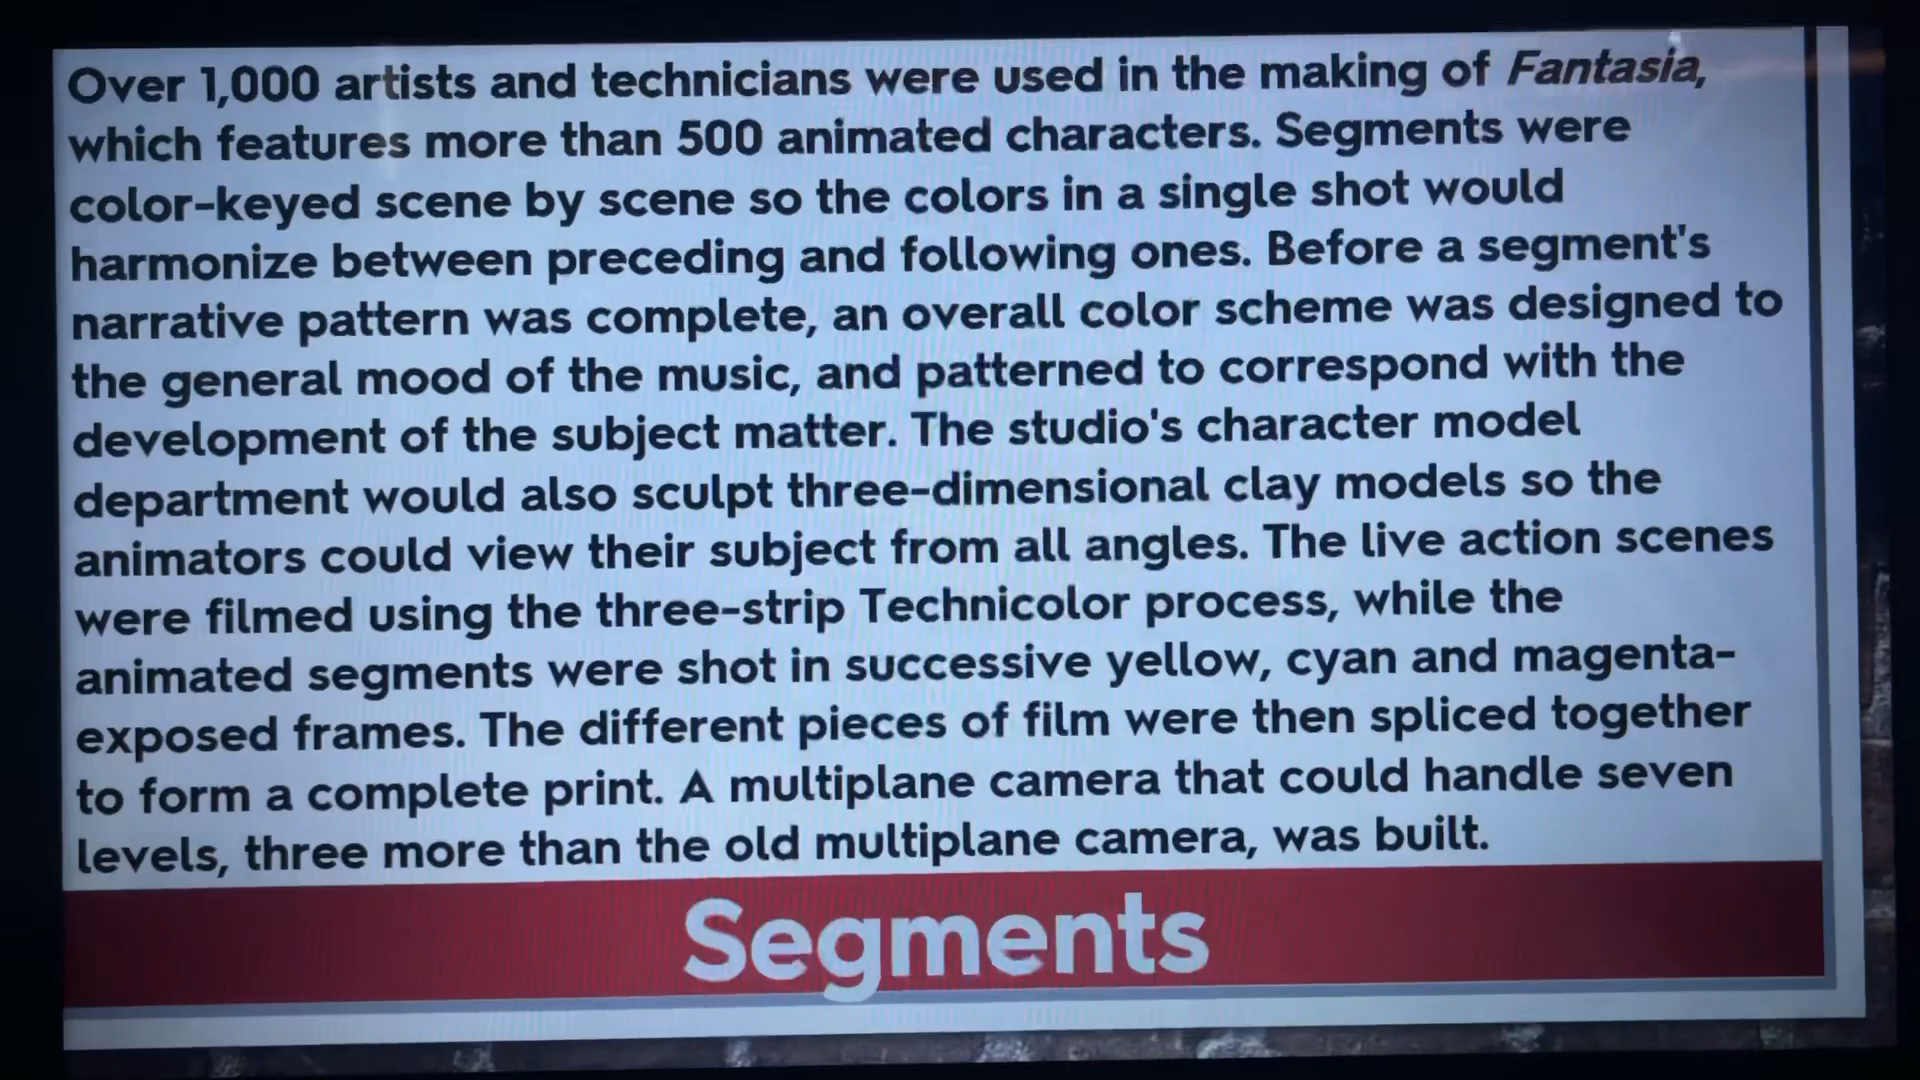 Over 1,000 artists and technicians were used in the making of Fantasia,
which features more than 500 animated characters. Segments were
color-keyed scene by scene so the colors in a single shot would
harmonize between preceding and following ones. Before a segment's
narrative pattern was complete, an overall color scheme was designed to
the general mood of the music, and patterned to correspond with the
development of the subject matter. The studio's character model
department would also sculpt three-dimensional clay models so the
animators could view their subject from all angles. The live action scenes
were filmed using the three-strip Technicolor process, while the
animated segments were shot in successive yellow, cyan and magenta-
exposed frames. The different pieces of film were then spliced together
to form a complete print. A multiplane camera that could handle seven
levels, three more than the old multiplane camera, was built.
Segments